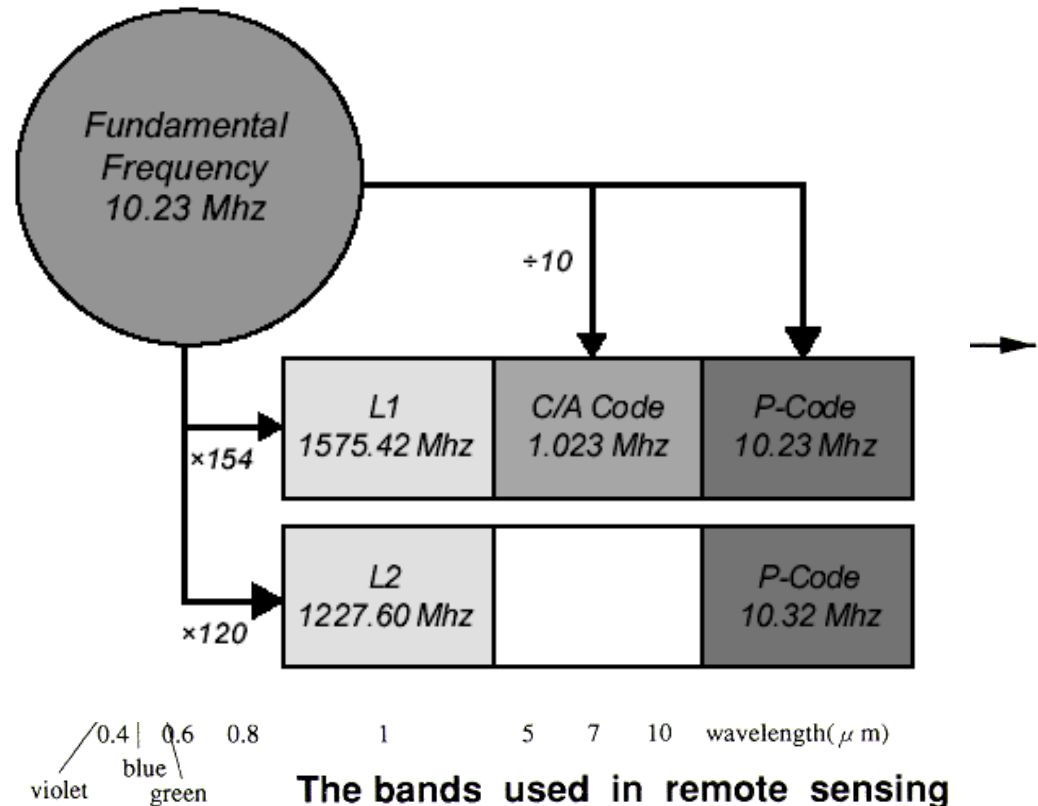 Fundamental
Frequency
10.23 Mhz
÷10
L1
1575.42 Mhz
C/A Code
1.023 Mhz
P-Code
10.23 Mhz
×154
L2
1227.60 Mhz
P-Code
10.32 Mhz
×120
0.4 0.6 0.8 1 5 7 10 wavelength( μ m)
violet
blue
green
The bands used in remote sensing